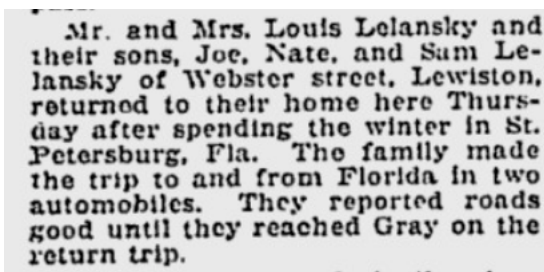 Mr. and Mrs. Louis Lelansky and
their sons, Joe, Nate, and Sam Le-
lansky of Webster street, Lewiston,
returned to their home here Thurs-
day after spending the winter in St.
Petersburg, Fla. The family made
the trip to and from Florida in two
automobiles. They reported roads
good until they reached Gray on the
return trip.